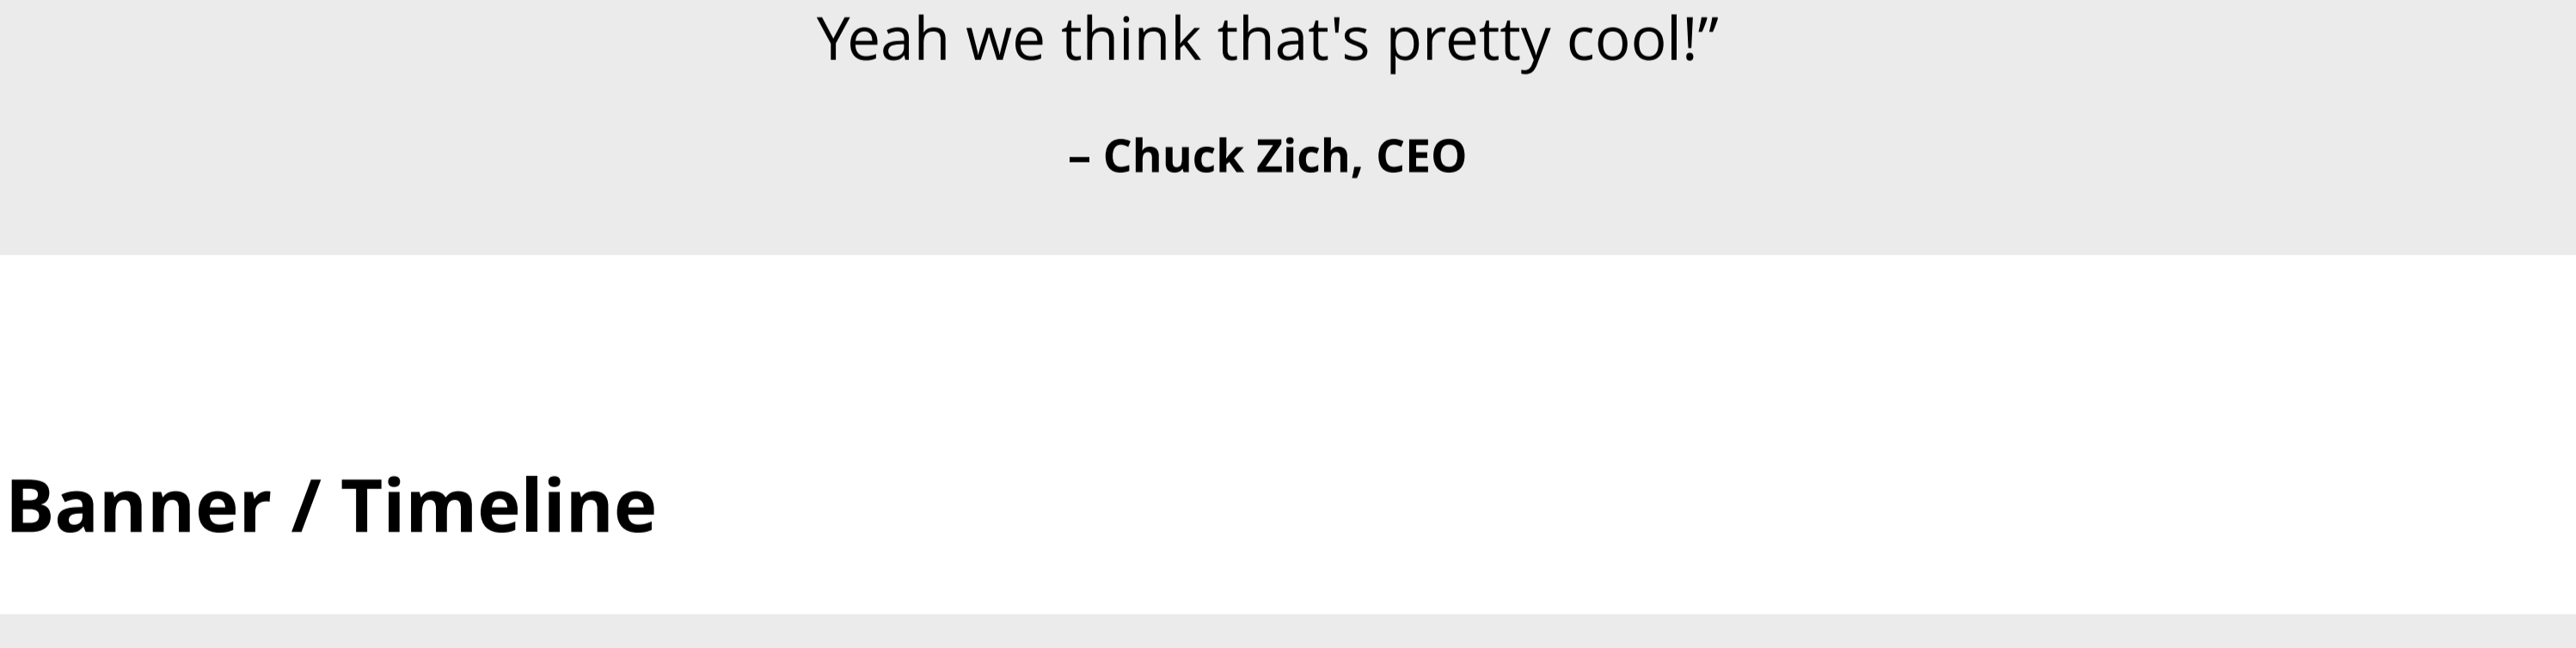 Yeah we think that's pretty cool!”
– Chuck Zich, CEO
Banner / Timeline